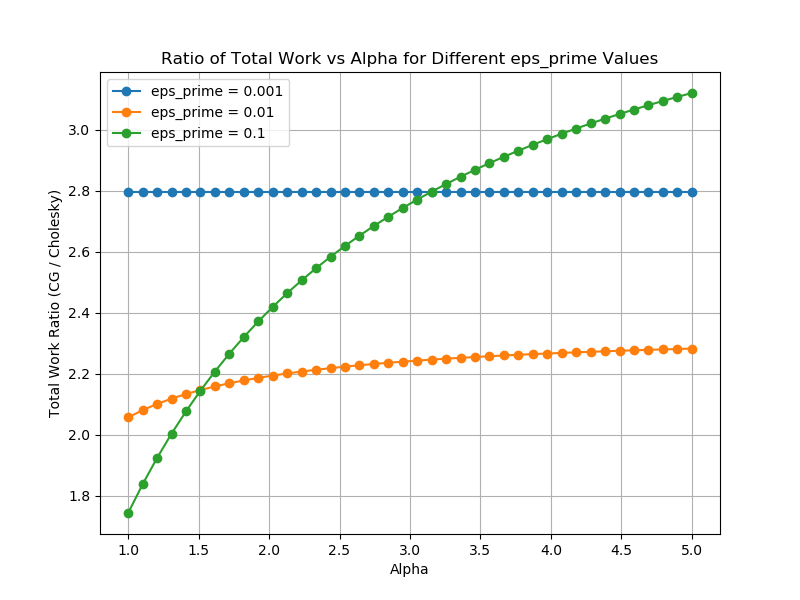 Ratio of Total Work vs Alpha for Different eps_prime Values
eps_prime = 0.001
eps_prime = 0.01
eps_prime = 0.1
Total Work Ratio (CG / Cholesky)
3.0
2.8
2.6
2.4
2.2
2.0
1.8
1.0 1.5 2.0 2.5 3.0 3.5 4.0 4.5 5.0
Alpha